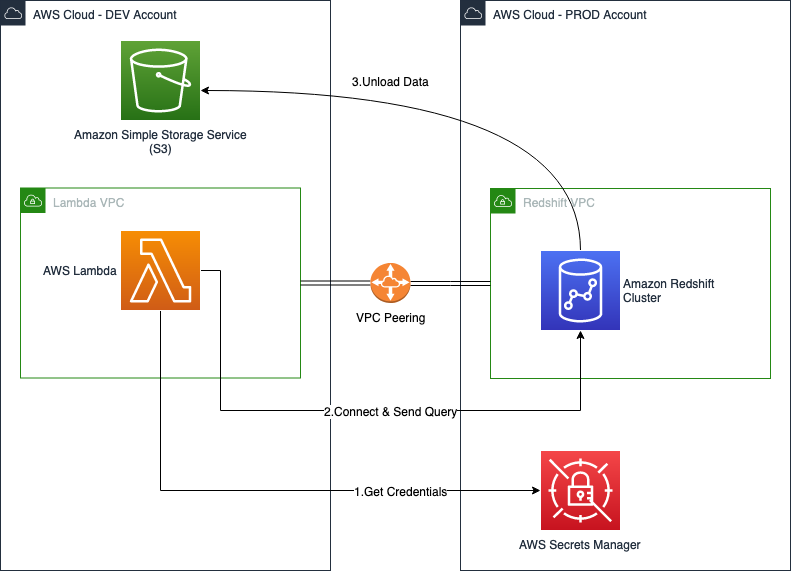 AWS Cloud - DEV Account
AWS Cloud - PROD Account
3.Unload Data
Amazon Simple Storage Service
(S3)
Lambda VPC
Redshift VPC
AWS Lambda
Amazon Redshift
Cluster
VPC Peering
2.Connect & Send Query
1.Get Credentials
AWS Secrets Manager